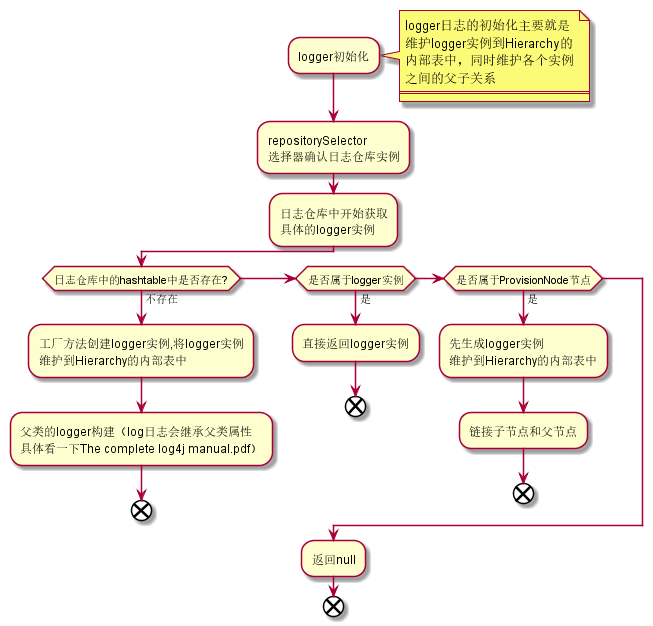 logger初始化
logger日志的初始化主要就是
维护logger实例到Hierarchy的
内部表中，同时维护各个实例
之间的父子关系
repositorySelector
选择器确认日志仓库实例
日志仓库中开始获取
具体的logger实例
日志仓库中的hashtable中是否存在?
是否属于logger实例
是否属于ProvisionNode节点
不存在
是
是
工厂方法创建logger实例,将logger实例
维护到Hierarchy的内部表中
直接返回logger实例
先生成logger实例
维护到Hierarchy的内部表中
父类的logger构建（log日志会继承父类属性
具体看一下The complete log4j manual.pdf）
链接子节点和父节点
返回null